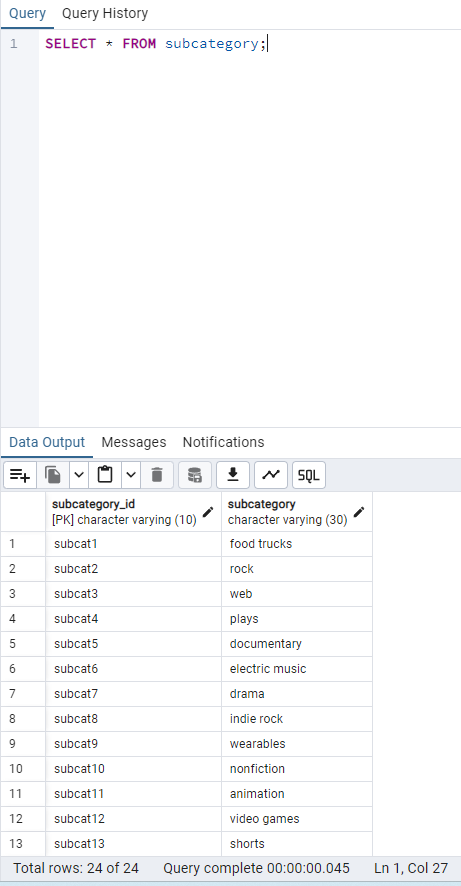 Query Query History
1 SELECT * FROM subcategory;
Data Output Messages Notifications
SQL
subcategory_id subcategory
[PK] character varying (10) character varying (30)
1 subcat1 food trucks
2 subcat2 rock
3 subcat3 web
4 subcat4 plays
5 subcat5 documentary
6 subcat6 electric music
7 subcat7 drama
8 subcat8 indie rock
9 subcat9 wearables
10 subcat10 nonfiction
11 subcat11 animation
12 subcat12 video games
13 subcat13 shorts
Total rows: 24 of 24 Query complete 00:00:00.045 Ln 1, Col 27